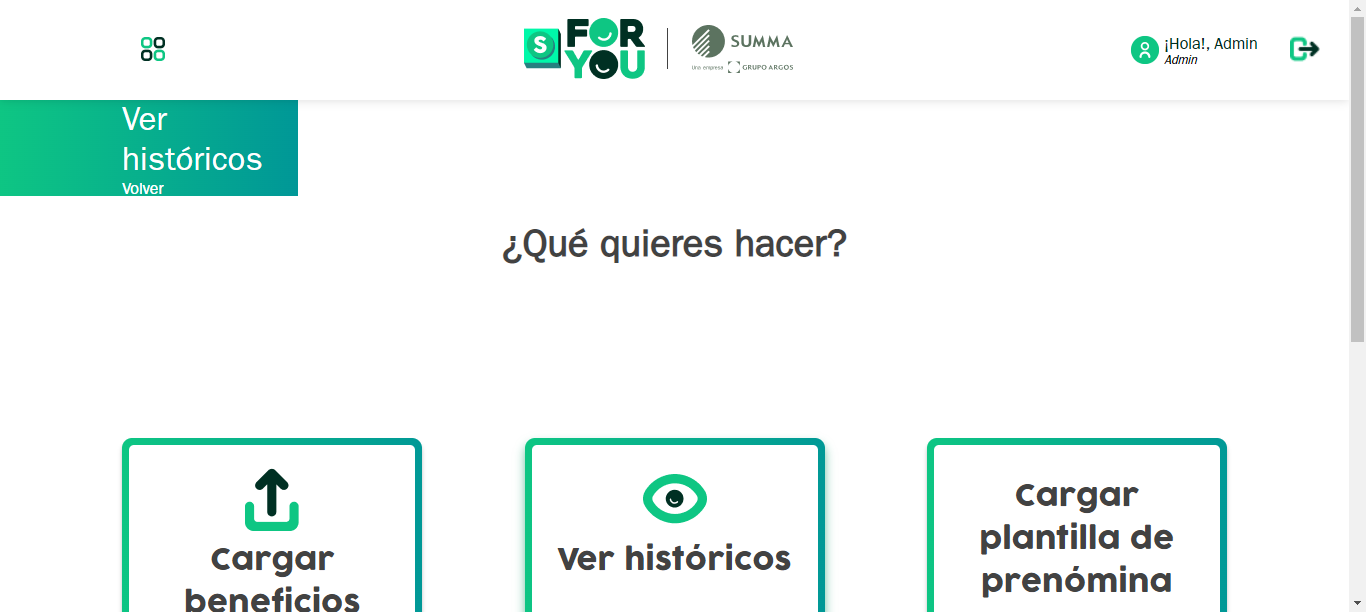 S FOR
YOU
SUMMA
Una empresa GRUPO ARGOS
¡Hola!, Admin
Admin
Ver
históricos
Volver
¿Qué quieres hacer?
Cargar
beneficios
Ver históricos
Cargar
plantilla de
prenómina